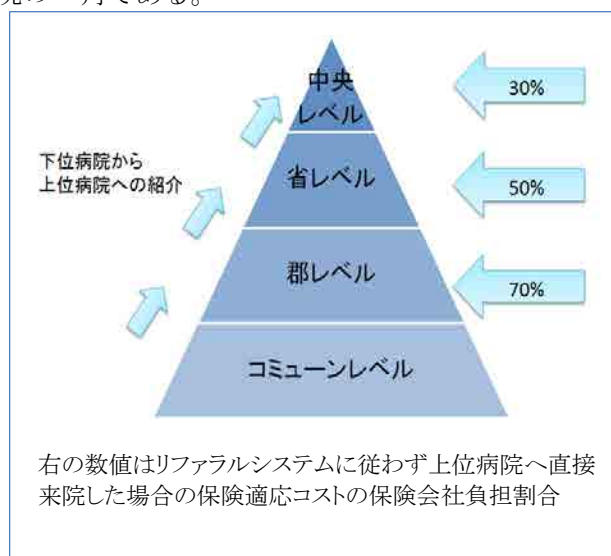 である。
中央
レベル
30%
下位病院から
上位病院への紹介
省レベル
50%
郡レベル
70%
コミューンレベル
右の数値はリファラルシステムに従わず上位病院へ直接
来院した場合の保険適応コストの保険会社負担割合